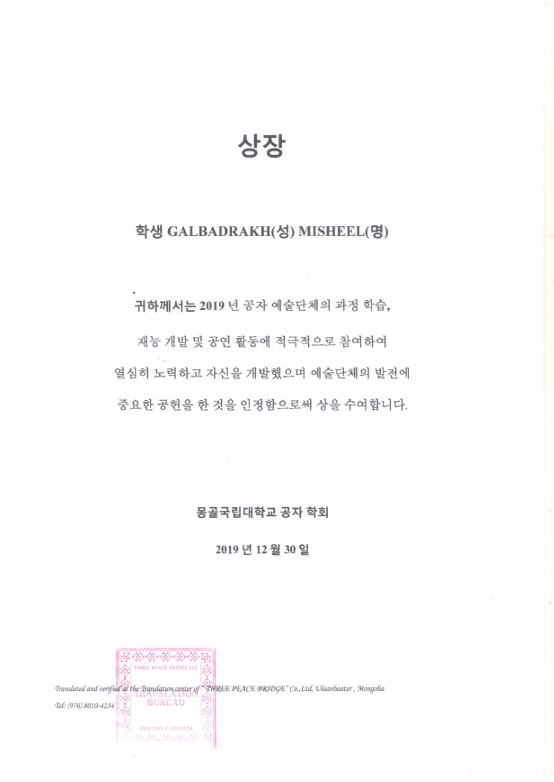 상장
학생 GALBADRAKH(성) MISHEEL(명)
귀하께서는 2019 년 공자 예술단체의 과정 학습,
재능 개발 및 공연 활동에 적극적으로 참여하여
열심히 노력하고 자신을 개발했으며 예술단체의 발전에
중요한 공헌을 한 것을 인정함으로써 상을 수여합니다.
몽골국립대학교 공자 학회
2019 년 12 월 30 일
THREE PEACE BRIDGE LLC
Translated and verified at the Translation center of " THREE PEACE BRIDGE" Co.,Ltd, Ulaanbaatar , Mongolia
TRANSLATION
BUREAU
Tel: (976) 8010-4234